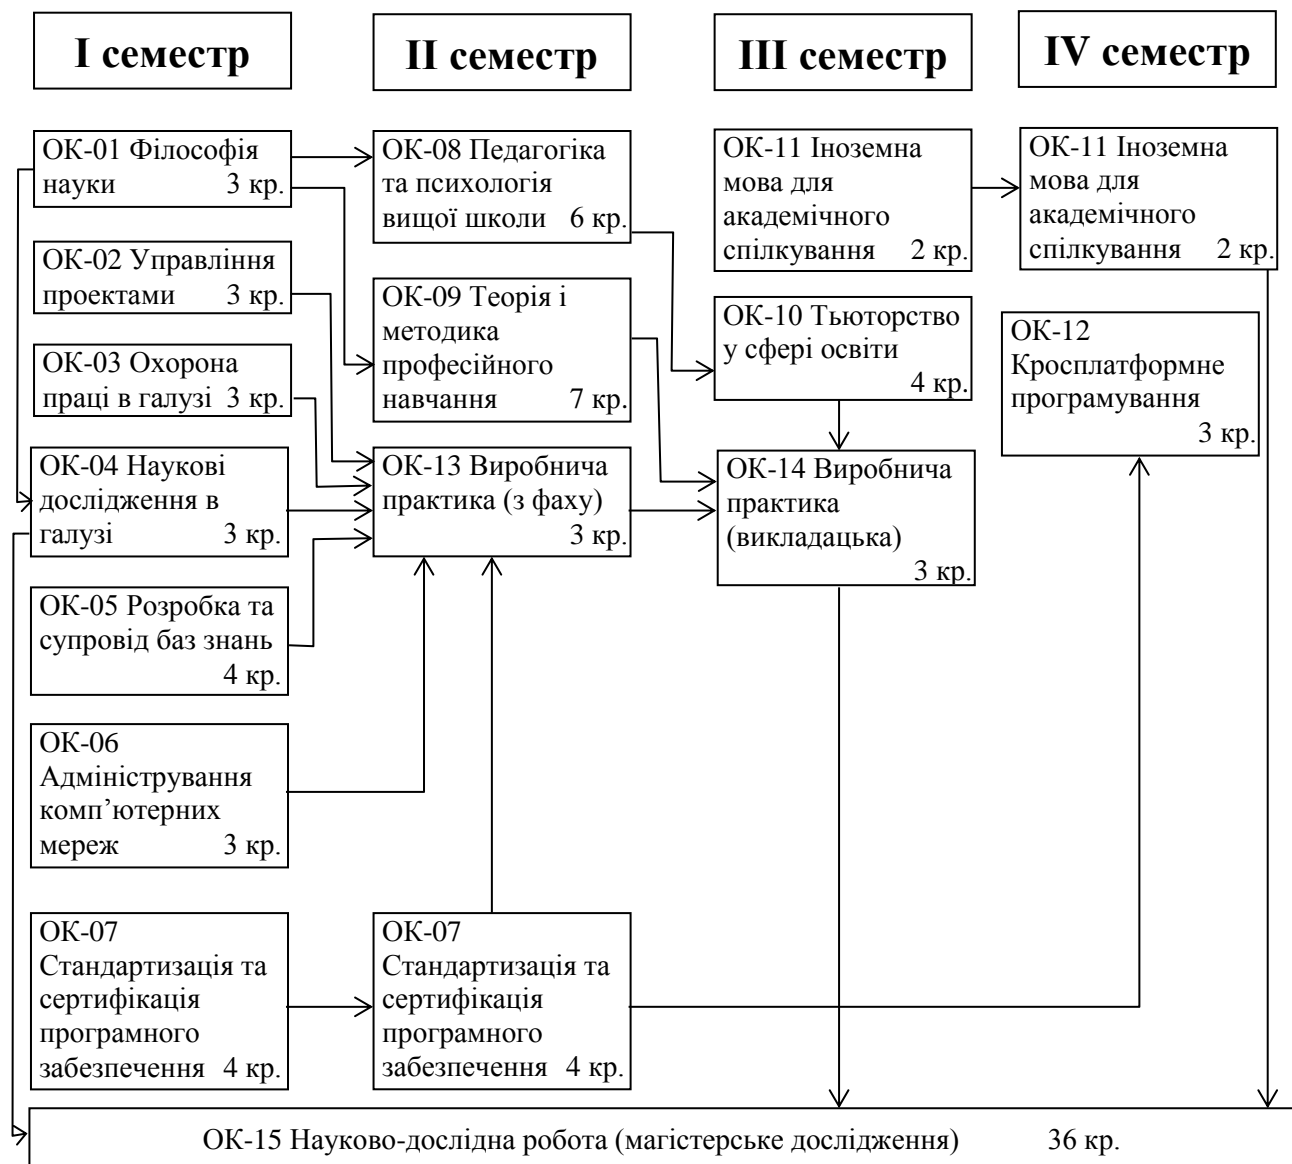 I семестр
II семестр
III семестр
IV семестр
ОК-01 Філософія
науки 3 кр.
ОК-02 Управління
проектами 3 кр.
ОК-03 Охорона
праці в галузі 3 кр.
ОК-04 Наукові
дослідження в
галузі 3 кр.
ОК-05 Розробка та
супровід баз знань
4 кр.
ОК-06
Адміністрування
комп’ютерних
мереж 3 кр.
ОК-07
Стандартизація та
сертифікація
програмного
забезпечення 4 кр.
ОК-08 Педагогіка
та психологія
вищої школи 6 кр.
ОК-09 Теорія і
методика
професійного
навчання 7 кр.
ОК-13 Виробнича
практика (з фаху)
3 кр.
ОК-07
Стандартизація та
сертифікація
програмного
забезпечення 4 кр.
ОК-11 Іноземна
мова для
академічного
спілкування 2 кр.
ОК-10 Тьюторство
у сфері освіти
4 кр.
ОК-14 Виробнича
практика
(викладацька)
3 кр.
ОК-11 Іноземна
мова для
академічного
спілкування 2 кр.
ОК-12
Кросплатформне
програмування
3 кр.
ОК-15 Науково-дослідна робота (магістерське дослідження) 36 кр.